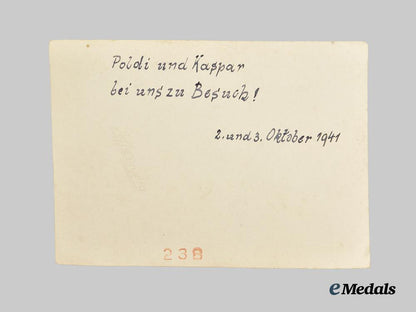 Poldi und Kaspar
bei uns zu Besuch!
2. und 3. Oktober 1941
238
eMedals